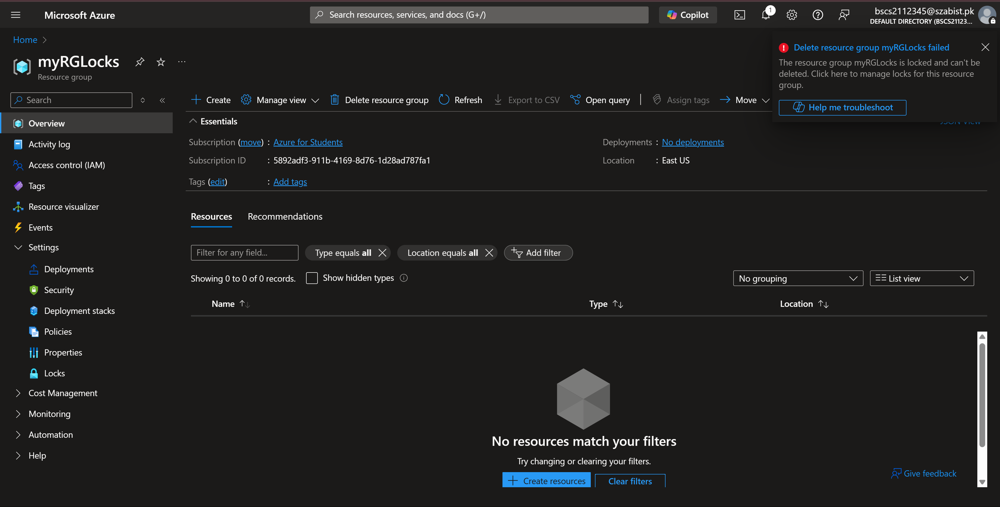 Microsoft Azure
Search resources, services, and docs (G+/)
Copilot
1
bscs2112345@szabist.pk
DEFAULT DIRECTORY (BSCS21123...
Home
myRGLocks
Resource group
Delete resource group myRGLocks failed
The resource group myRGLocks is locked and can't be
deleted. Click here to manage locks for this resource
group.
Help me troubleshoot
Search
Create
Manage view
Delete resource group
Refresh
Export to CSV
Open query
Assign tags
Move
Overview
Activity log
Access control (IAM)
Tags
Resource visualizer
Events
Settings
Deployments
Security
Deployment stacks
Policies
Properties
Locks
Cost Management
Monitoring
Automation
Help
Essentials
JSON View
Subscription (move) : Azure for Students
Deployments : No deployments
Subscription ID : 5892adf3-911b-4169-8d76-1d28ad787fa1
Location : East US
Tags (edit) : Add tags
Resources
Recommendations
Filter for any field...
Type equals all
Location equals all
Add filter
Showing 0 to 0 of 0 records.
Show hidden types
No grouping
List view
Name
Type
Location
No resources match your filters
Try changing or clearing your filters.
Create resources
Clear filters
Give feedback